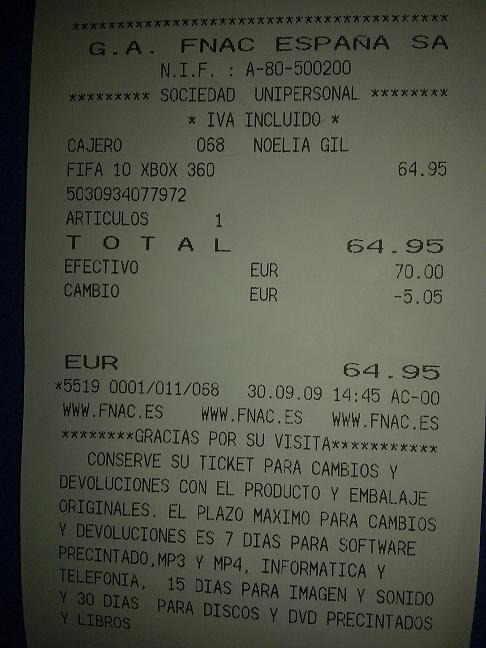 ****************************************
G.A. FNAC ESPAÑA SA
N.I.F. : A-80-500200
********* SOCIEDAD UNIPERSONAL ********
* IVA INCLUIDO *
CAJERO 068 NOELIA GIL
FIFA 10 XBOX 360 64.95
5030934077972
ARTICULOS 1
TOTAL 64.95
EFECTIVO EUR 70.00
CAMBIO EUR -5.05
EUR 64.95
*5519 0001/011/068 30.09.09 14:45 AC-00
WWW.FNAC.ES WWW.FNAC.ES WWW.FNAC.ES
********GRACIAS POR SU VISITA***********
CONSERVE SU TICKET PARA CAMBIOS Y
DEVOLUCIONES CON EL PRODUCTO Y EMBALAJE
ORIGINALES. EL PLAZO MAXIMO PARA CAMBIOS
Y DEVOLUCIONES ES 7 DIAS PARA SOFTWARE
PRECINTADO,MP3 Y MP4, INFORMATICA Y
TELEFONIA, 15 DIAS PARA IMAGEN Y SONIDO
Y 30 DIAS PARA DISCOS Y DVD PRECINTADOS
Y LIBROS